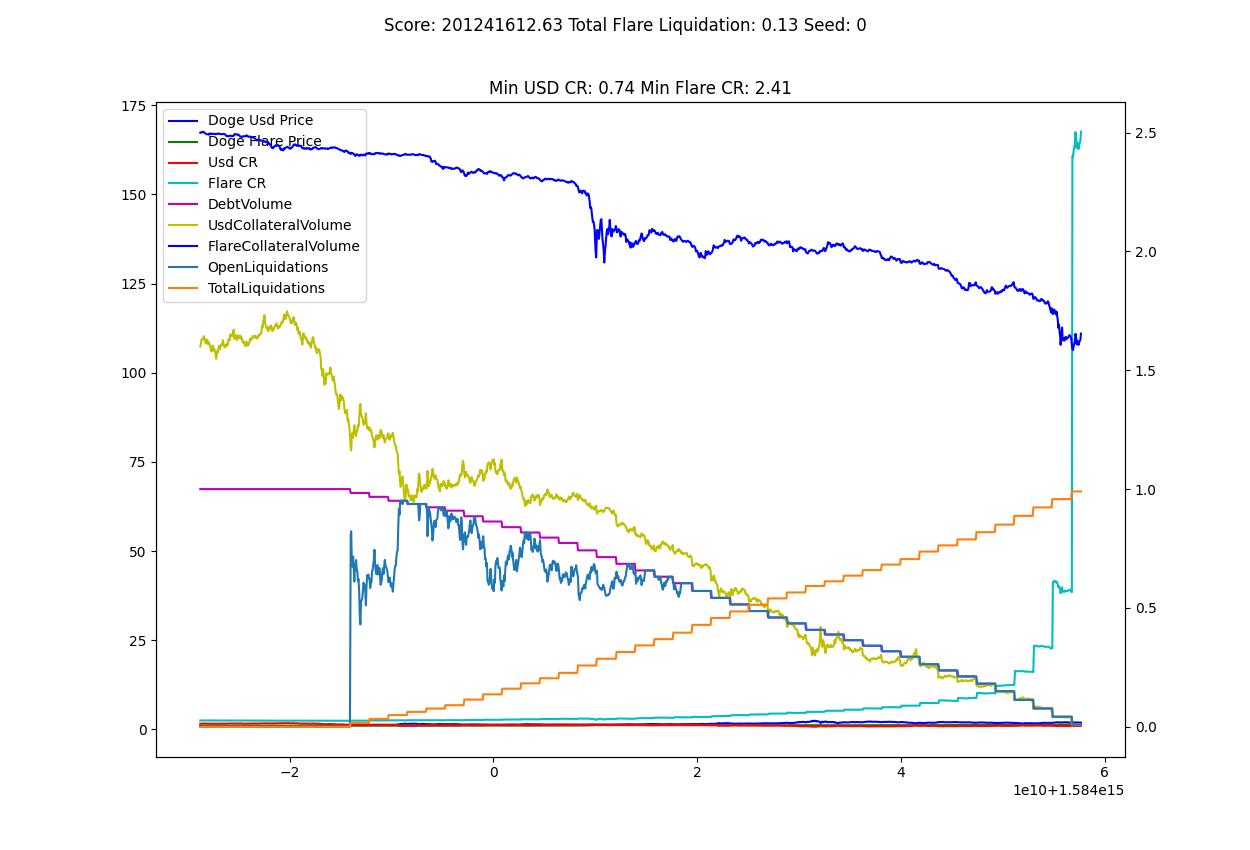 Score: 201241612.63 Total Flare Liquidation: 0.13 Seed: 0
Min USD CR: 0.74 Min Flare CR: 2.41
Doge Usd Price
Doge Flare Price
Usd CR
Flare CR
DebtVolume
UsdCollateralVolume
FlareCollateralVolume
OpenLiquidations
TotalLiquidations
175
150
125
100
75
50
25
0
2.5
2.0
1.5
1.0
0.5
0.0
−2
0
2
4
6
1e10+1.584e15